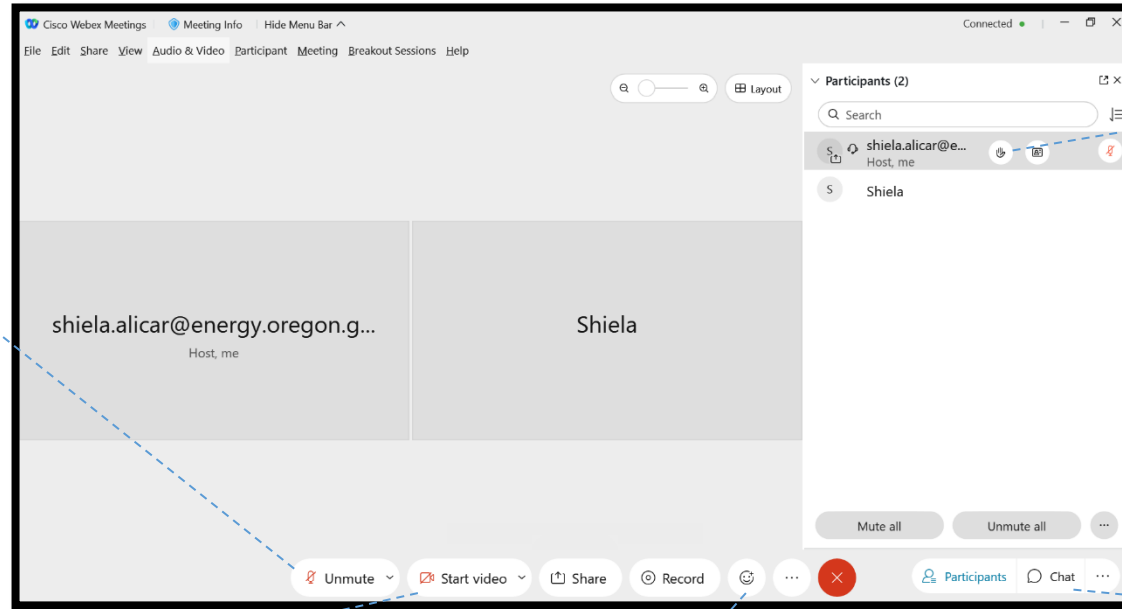 Cisco Webex Meetings Meeting Info Hide Menu Bar Connected
File Edit Share View Audio & Video Participant Meeting Breakout Sessions Help
Layout
Participants (2)
Search
S shiela.alicar@e...
Host, me
S Shiela
shiela.alicar@energy.oregon.g...
Host, me
Shiela
Mute all Unmute all ...
Unmute Start video Share Record ... Participants Chat ...